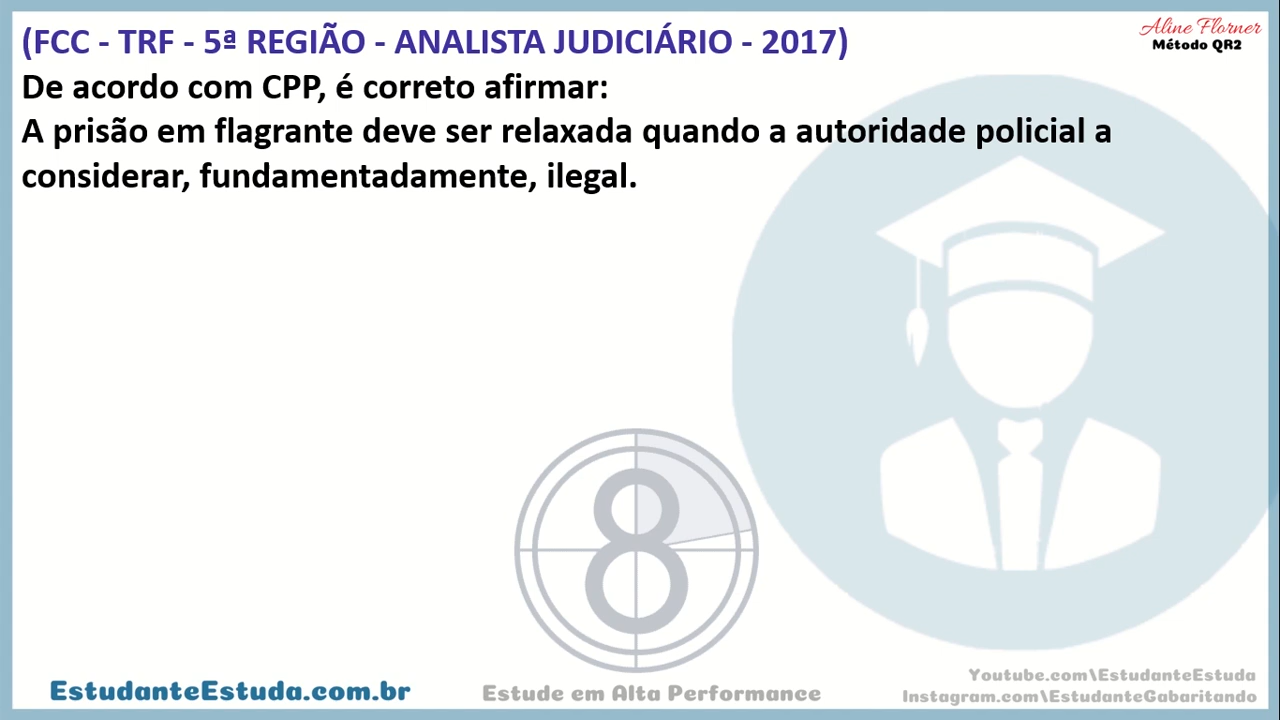 (FCC - TRF - 5ª REGIÃO - ANALISTA JUDICIÁRIO - 2017)
Aline Florner
Método QR2
De acordo com CPP, é correto afirmar:
A prisão em flagrante deve ser relaxada quando a autoridade policial a
considerar, fundamentadamente, ilegal.
8
EstudanteEstuda.com.br
Estude em Alta Performance
Youtube.com\EstudanteEstuda
Instagram.com\EstudanteGabaritando